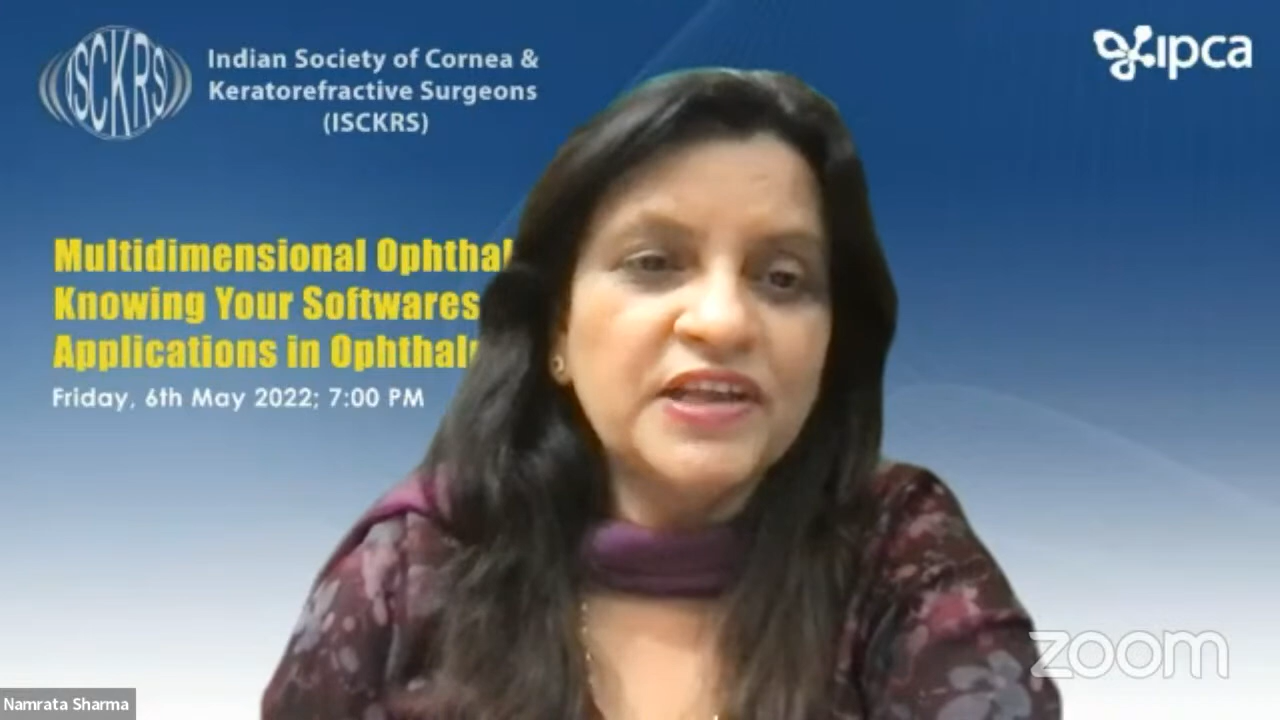 ISCKRS
Indian Society of Cornea &
Keratorefractive Surgeons
(ISCKRS)
ipca
Multidimensional Ophthal
Knowing Your Softwares
Applications in Ophthal
Friday, 6th May 2022; 7:00 PM
zoom
Namrata Sharma